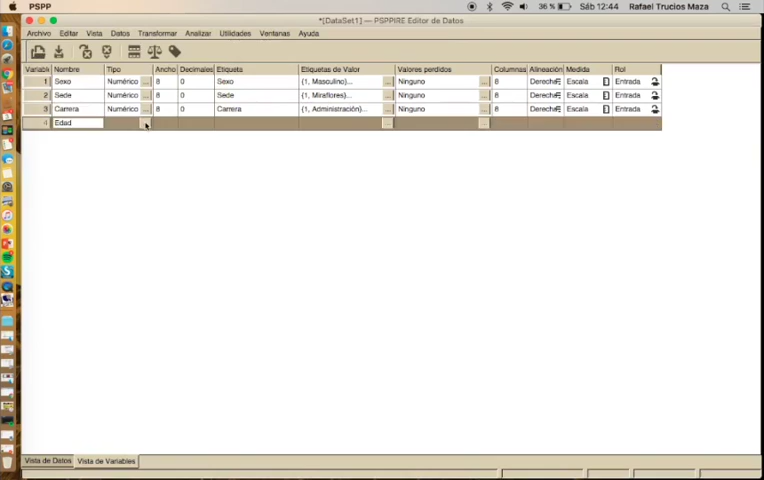 PSPP 36 % Sáb 12:44 Rafael Trucios Maza
*[DataSet1] — PSPPIRE Editor de Datos
Archivo Editar Vista Datos Transformar Analizar Utilidades Ventanas Ayuda
Variable Nombre Tipo Ancho Decimales Etiqueta Etiquetas de Valor Valores perdidos Columnas Alineación Medida Rol
1 Sexo Numérico ... 8 0 Sexo {1, Masculino}... ... Ninguno ... 8 Derecha Escala Entrada
2 Sede Numérico ... 8 0 Sede {1, Miraflores}... ... Ninguno ... 8 Derecha Escala Entrada
3 Carrera Numérico ... 8 0 Carrera {1, Administración}... ... Ninguno ... 8 Derecha Escala Entrada
4 Edad ... ... ...
Vista de Datos Vista de Variables